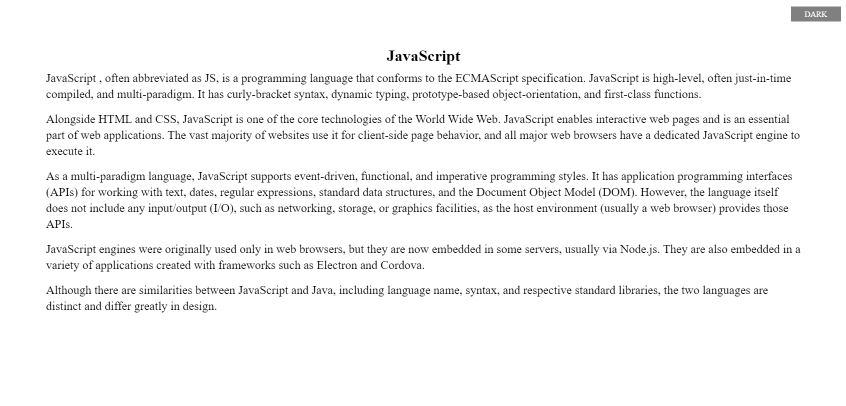 DARK
JavaScript
JavaScript , often abbreviated as JS, is a programming language that conforms to the ECMAScript specification. JavaScript is high-level, often just-in-time
compiled, and multi-paradigm. It has curly-bracket syntax, dynamic typing, prototype-based object-orientation, and first-class functions.
Alongside HTML and CSS, JavaScript is one of the core technologies of the World Wide Web. JavaScript enables interactive web pages and is an essential
part of web applications. The vast majority of websites use it for client-side page behavior, and all major web browsers have a dedicated JavaScript engine to
execute it.
As a multi-paradigm language, JavaScript supports event-driven, functional, and imperative programming styles. It has application programming interfaces
(APIs) for working with text, dates, regular expressions, standard data structures, and the Document Object Model (DOM). However, the language itself
does not include any input/output (I/O), such as networking, storage, or graphics facilities, as the host environment (usually a web browser) provides those
APIs.
JavaScript engines were originally used only in web browsers, but they are now embedded in some servers, usually via Node.js. They are also embedded in a
variety of applications created with frameworks such as Electron and Cordova.
Although there are similarities between JavaScript and Java, including language name, syntax, and respective standard libraries, the two languages are
distinct and differ greatly in design.